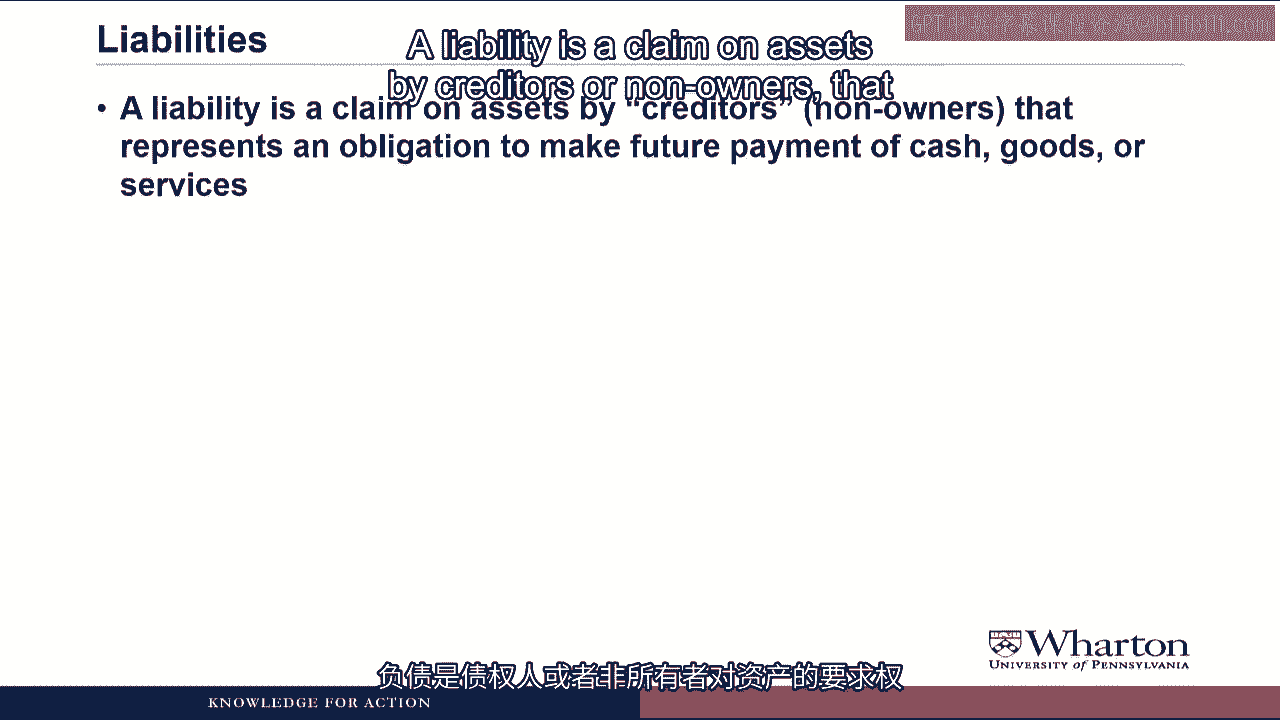 Liabilities
A liability is a claim on assets
by creditors or non-owners, that
• A liability is a claim on assets by “creditors” (non-owners) that
represents an obligation to make future payment of cash, goods, or
services
Wharton
UNIVERSITY of PENNSYLVANIA
负债是债权人或者非所有者对资产的要求权
KNOWLEDGE FOR ACTION